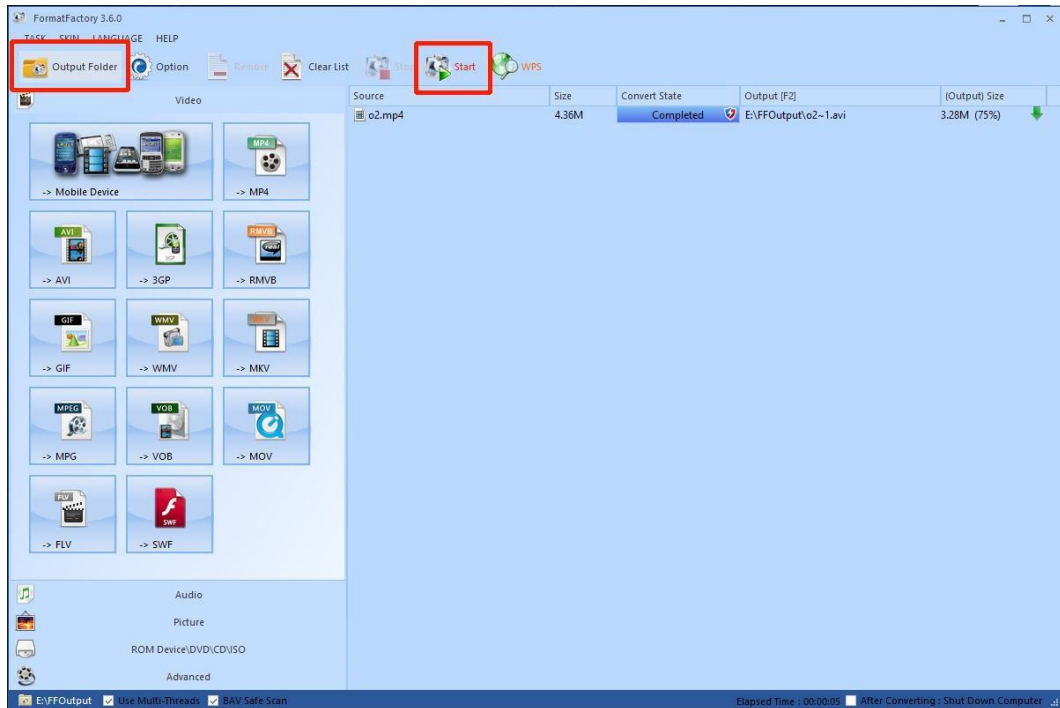 FormatFactory 3.6.0
TASK SKIN LANGUAGE HELP
Output Folder Option Remove Clear List Stop Start WPS
Video
Source Size Convert State Output [F2] (Output) Size
o2.mp4 4.36M Completed E:\FFOutput\o2~1.avi 3.28M (75%)
MP4
-> Mobile Device -> MP4
AVI RMVB
-> AVI -> 3GP -> RMVB
GIF WMV
-> GIF -> WMV -> MKV
MPEG VOB MOV
-> MPG -> VOB -> MOV
FLV SWF
-> FLV -> SWF
Audio
Picture
ROM Device\DVD\CD\ISO
Advanced
E:\FFOutput Use Multi-Threads BAV Safe Scan Elapsed Time : 00:00:05 After Converting : Shut Down Computer